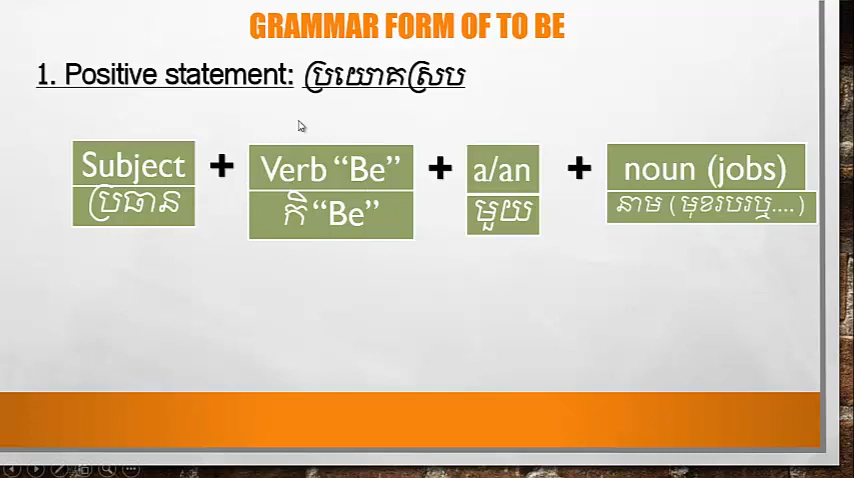 GRAMMAR FORM OF TO BE
1. Positive statement: ប្រយោគស្រប
Subject + Verb “Be” + a/an + noun (jobs)
ប្រធាន កិ “Be” មួយ នាម ( មុខរបរឬ.... )